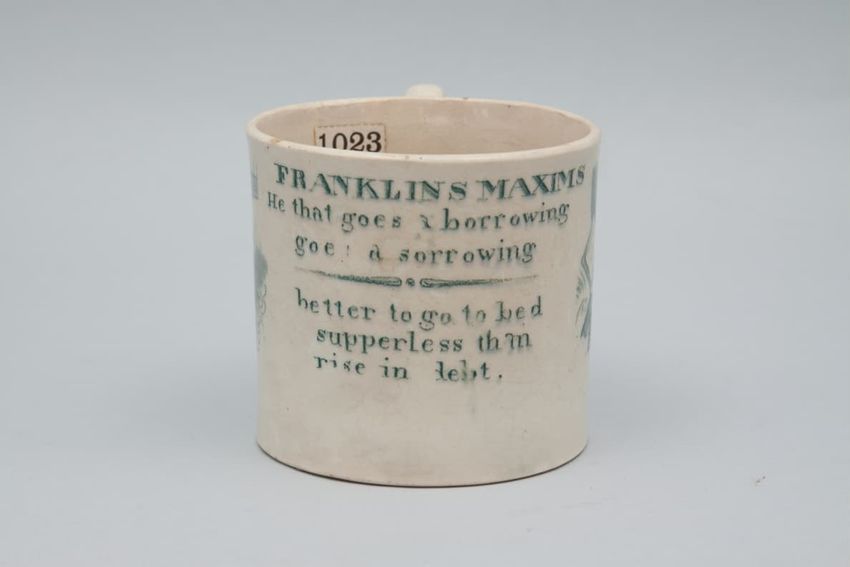 1023
FRANKLINS MAXIMS
He that goes a borrowing
goes a sorrowing
better to go to bed
supperless than
rise in debt.